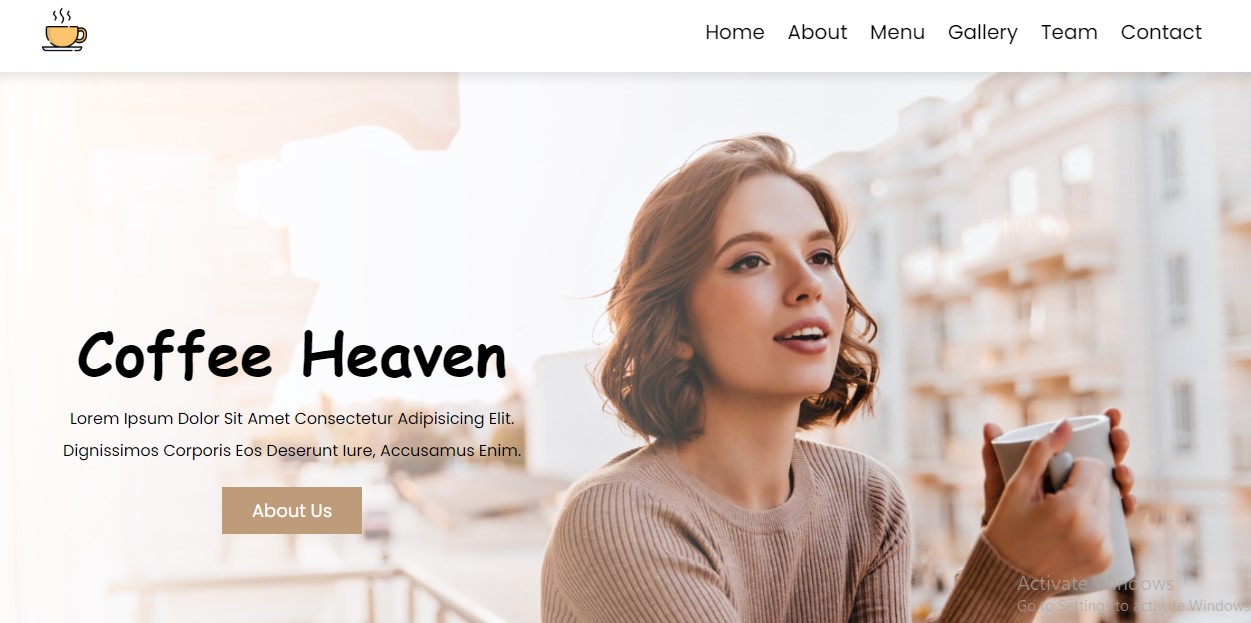 Home About Menu Gallery Team Contact
Coffee Heaven
Lorem Ipsum Dolor Sit Amet Consectetur Adipisicing Elit.
Dignissimos Corporis Eos Deserunt Iure, Accusamus Enim.
About Us
Activate Windows
Go to Settings to activate Windows